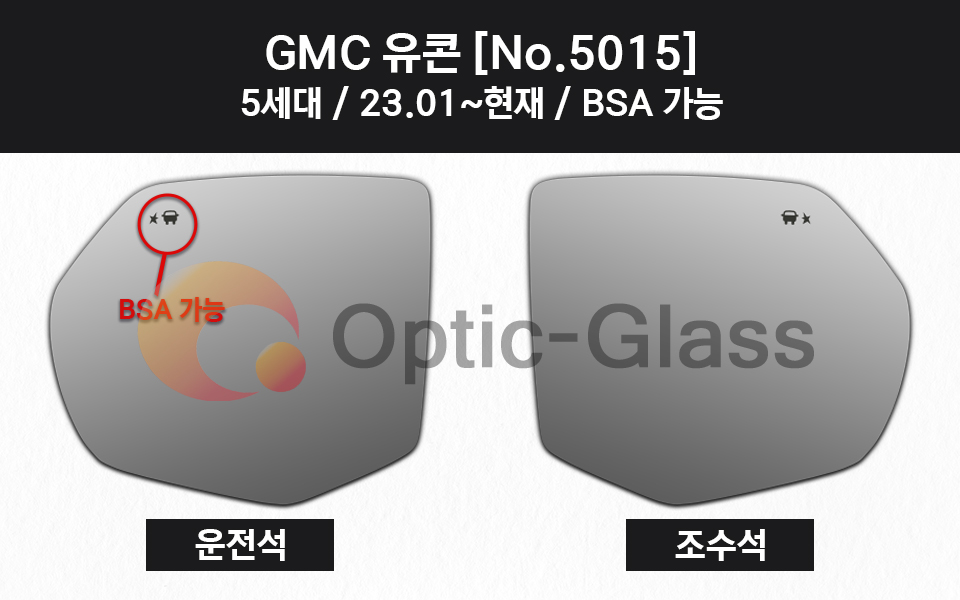 GMC 유콘 [No.5015]
5세대 / 23.01~현재 / BSA 가능
BSA 가능
Optic-Glass
운전석
조수석